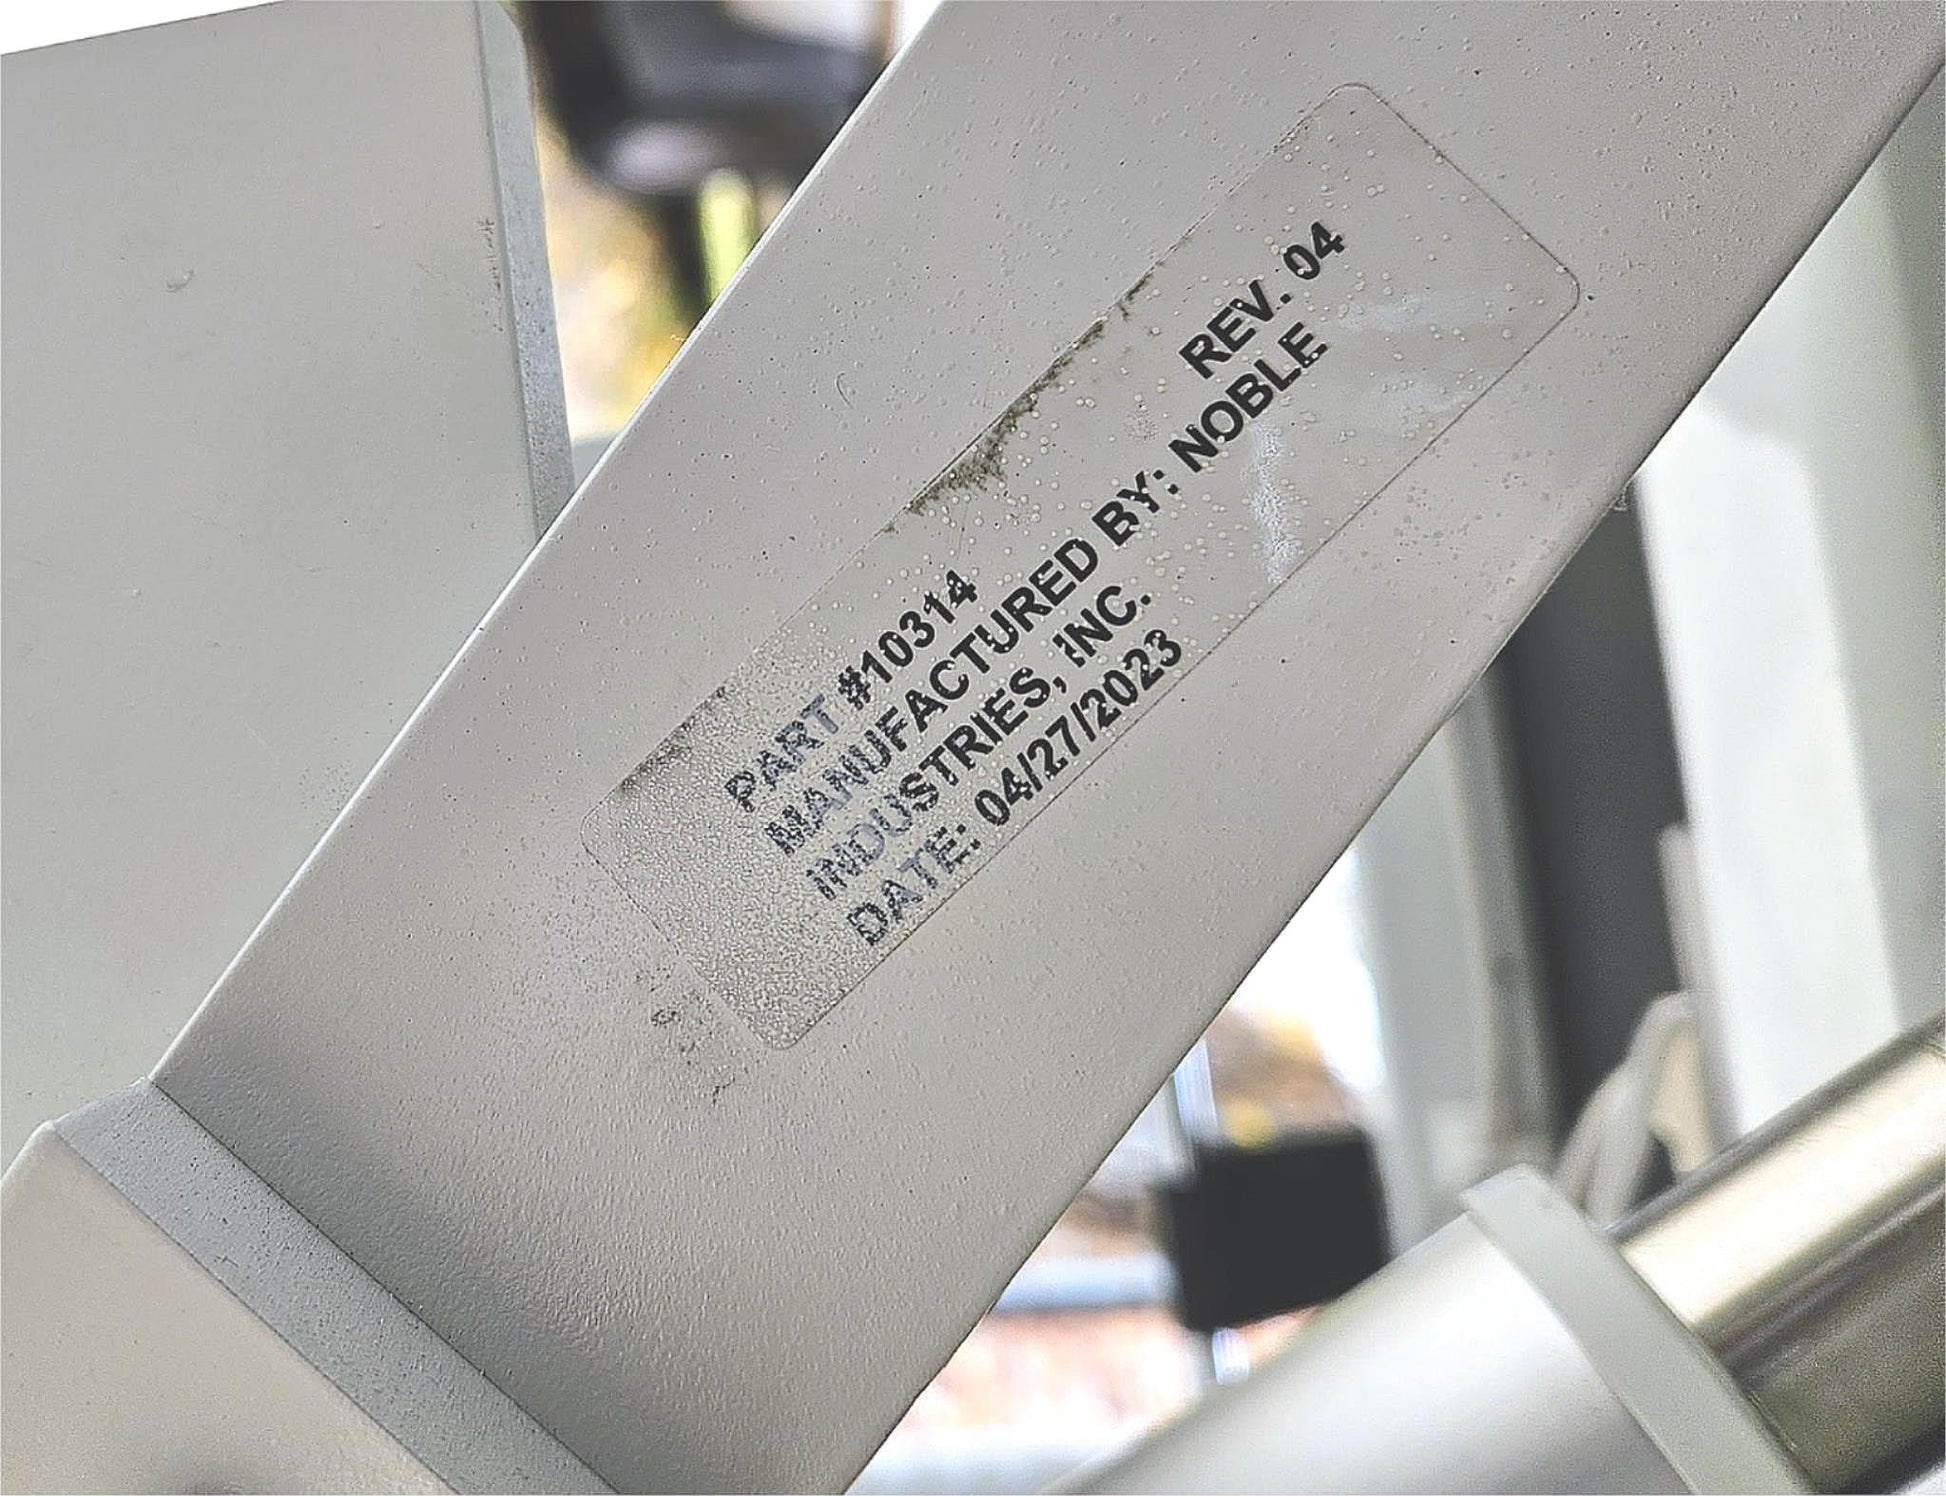 PART #10314 REV. 04
MANUFACTURED BY: NOBLE
INDUSTRIES, INC.
DATE: 04/27/2023